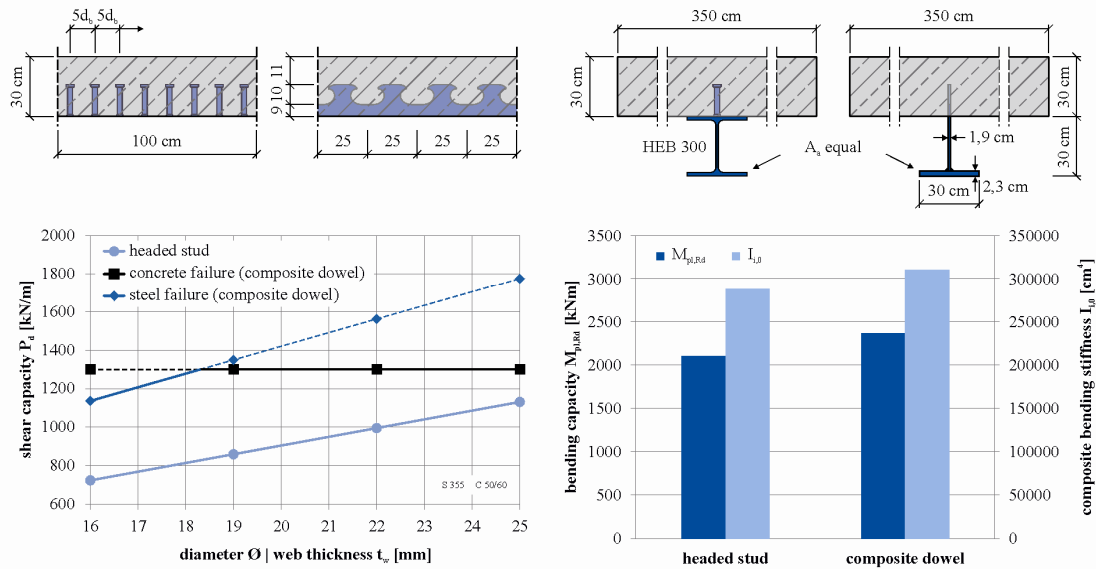 5d_b 5d_b
30 cm
100 cm
11
10
9
25 25 25 25
350 cm
350 cm
30 cm
30 cm
30 cm
HEB 300
A_a equal
1,9 cm
2,3 cm
30 cm
2000
1800
1600
1400
1200
1000
800
600
shear capacity P_d [kN/m]
headed stud
concrete failure (composite dowel)
steel failure (composite dowel)
S 355 C 50/60
16 17 18 19 20 21 22 23 24 25
diameter Ø | web thickness t_w [mm]
3500
3000
2500
2000
1500
1000
500
0
bending capacity M_pl,Rd [kNm]
M_pl,Rd I_i,0
350000
300000
250000
200000
150000
100000
50000
0
composite bending stiffness I_i,0 [cm⁴]
headed stud composite dowel